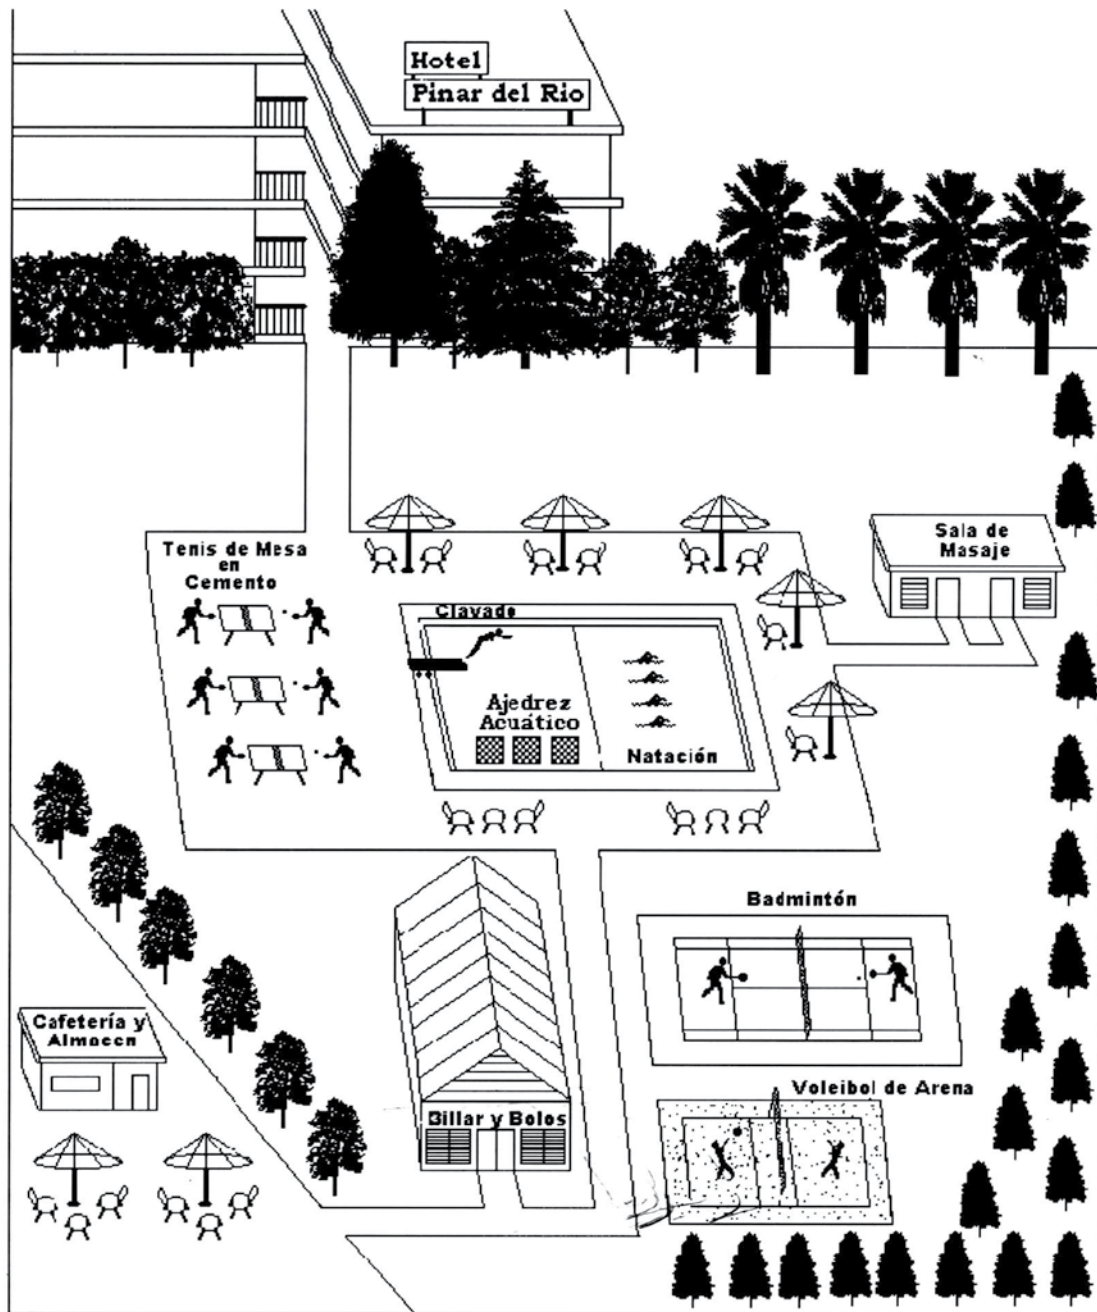 Hotel
Pinar del Rio
Tenis de Mesa
en
Cemento
Sala de
Masaje
Clavado
Ajedrez
Acuático
Natación
Badmintón
Cafetería y
Almacen
Billar y Bolos
Voleibol de Arena